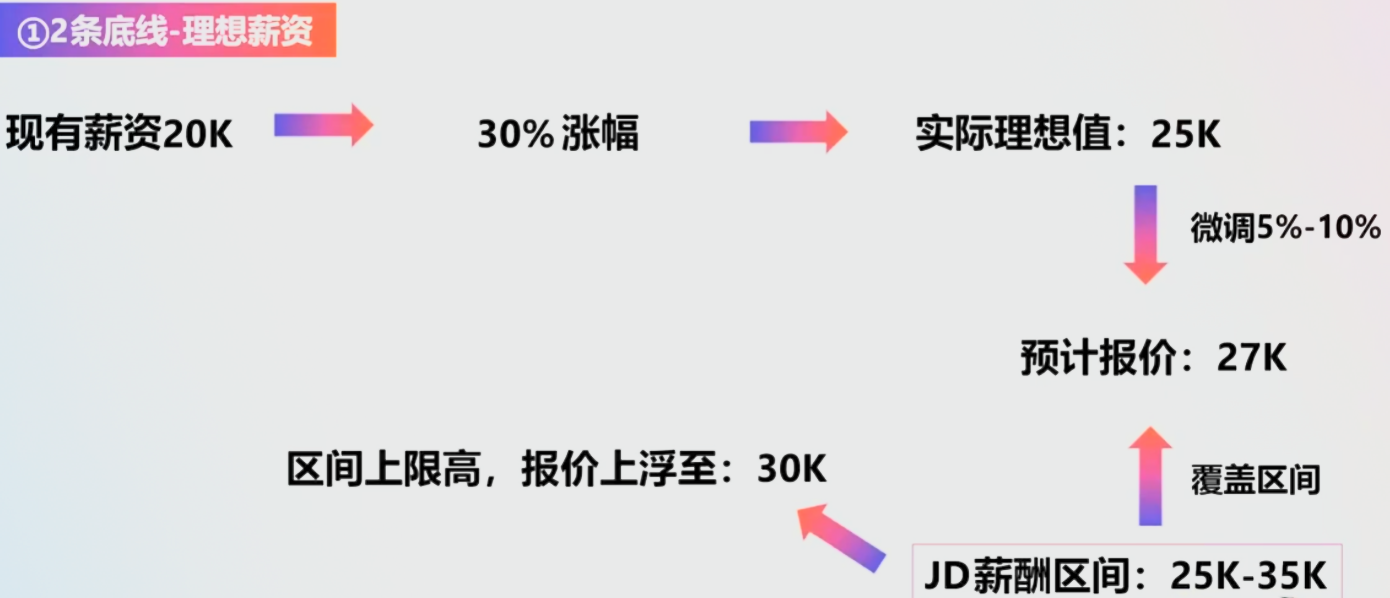 ①2条底线-理想薪资
现有薪资20K
30%涨幅
实际理想值：25K
微调5%-10%
预计报价：27K
区间上限高，报价上浮至：30K
覆盖区间
JD薪酬区间：25K-35K